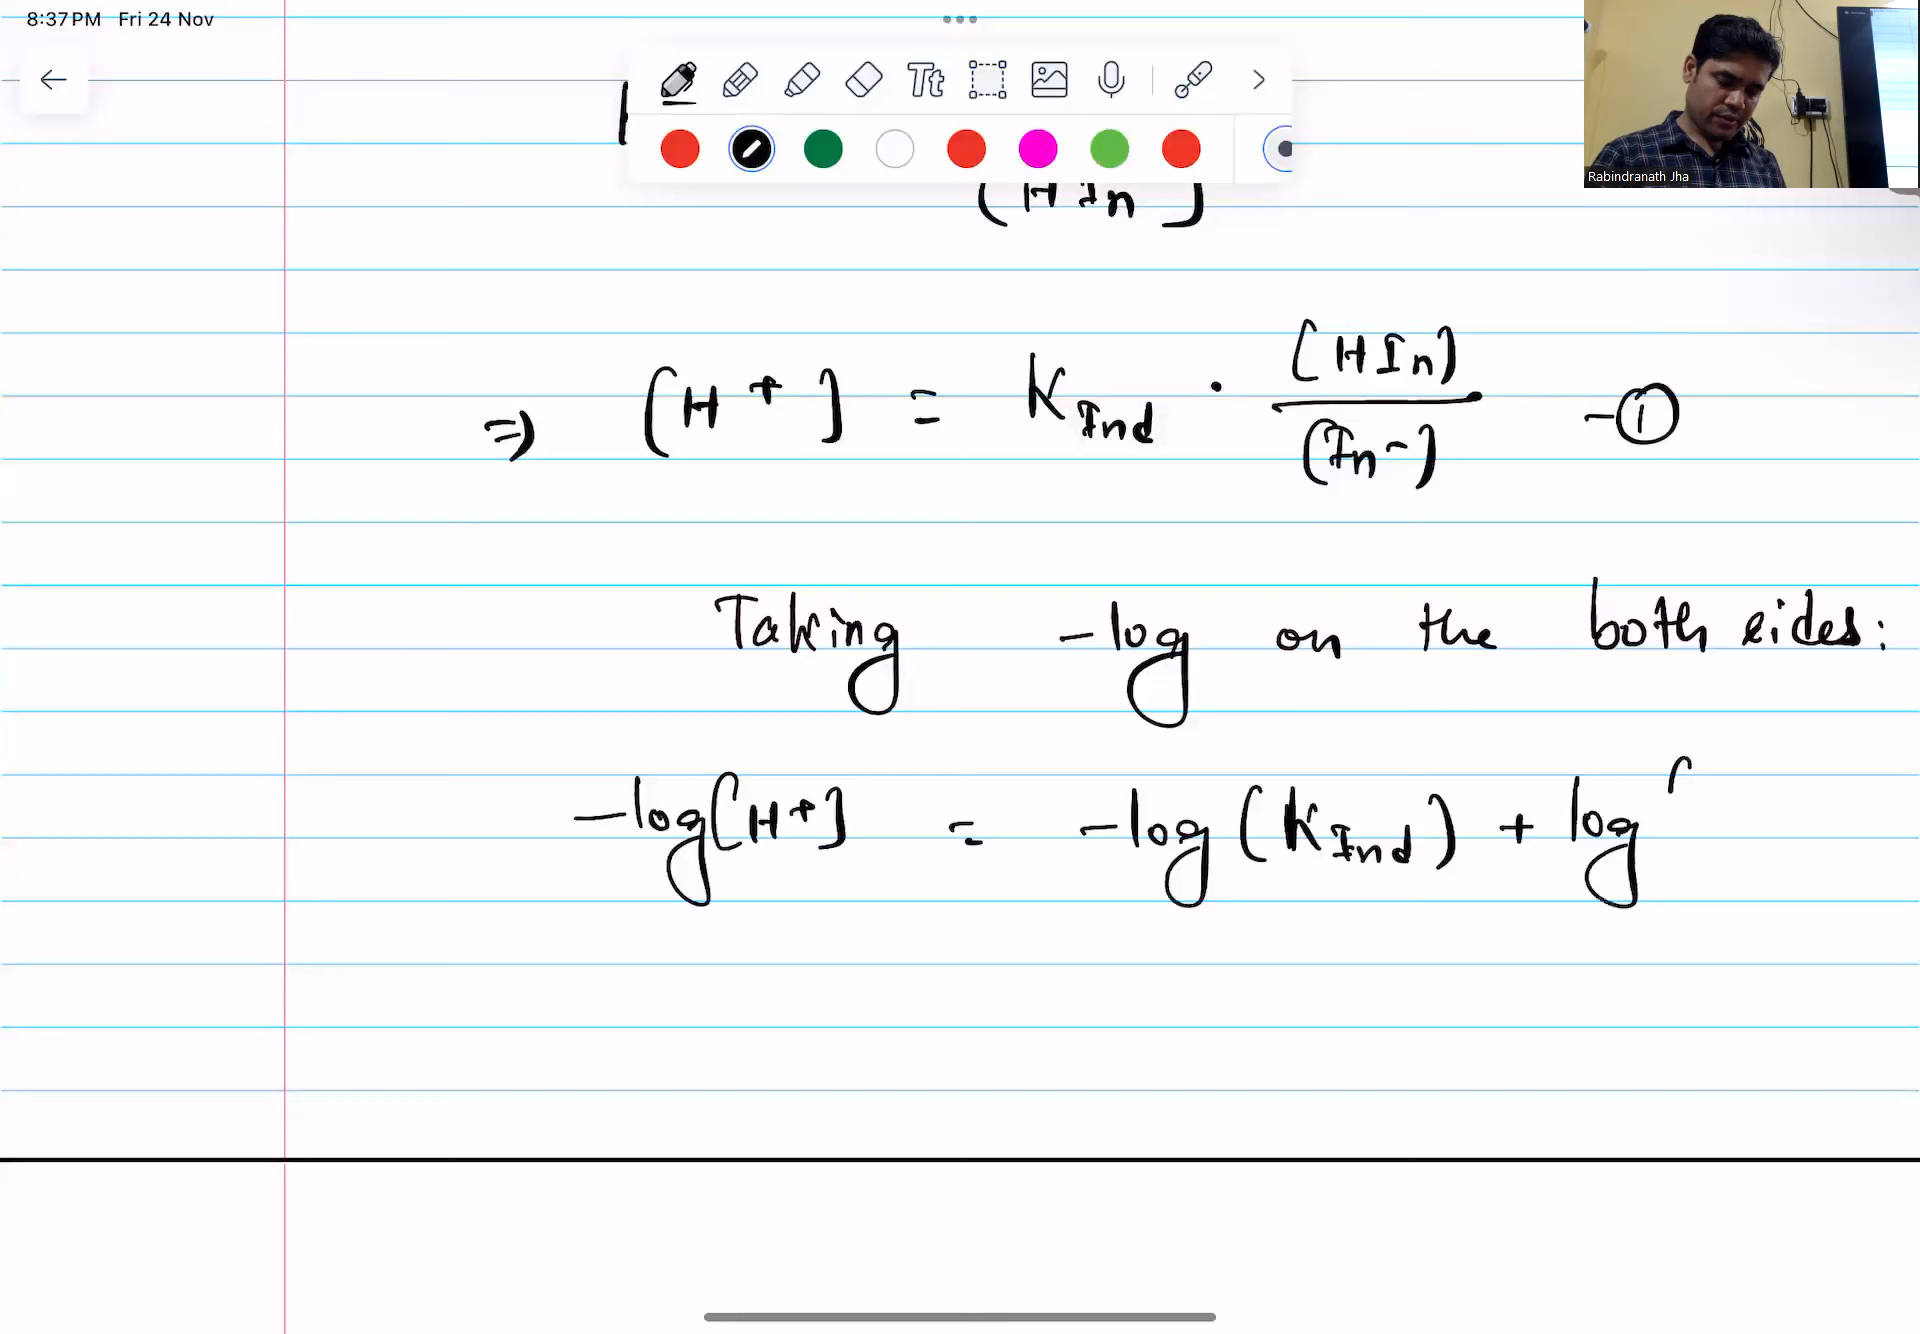 8:37 PM Fri 24 Nov
Tt
Rabindranath Jha
(HIn]
⇒ [H⁺] = K_Ind · [HIn] / [In⁻] -①
Taking -log on the both sides:
-log[H⁺] = -log(K_Ind) + log